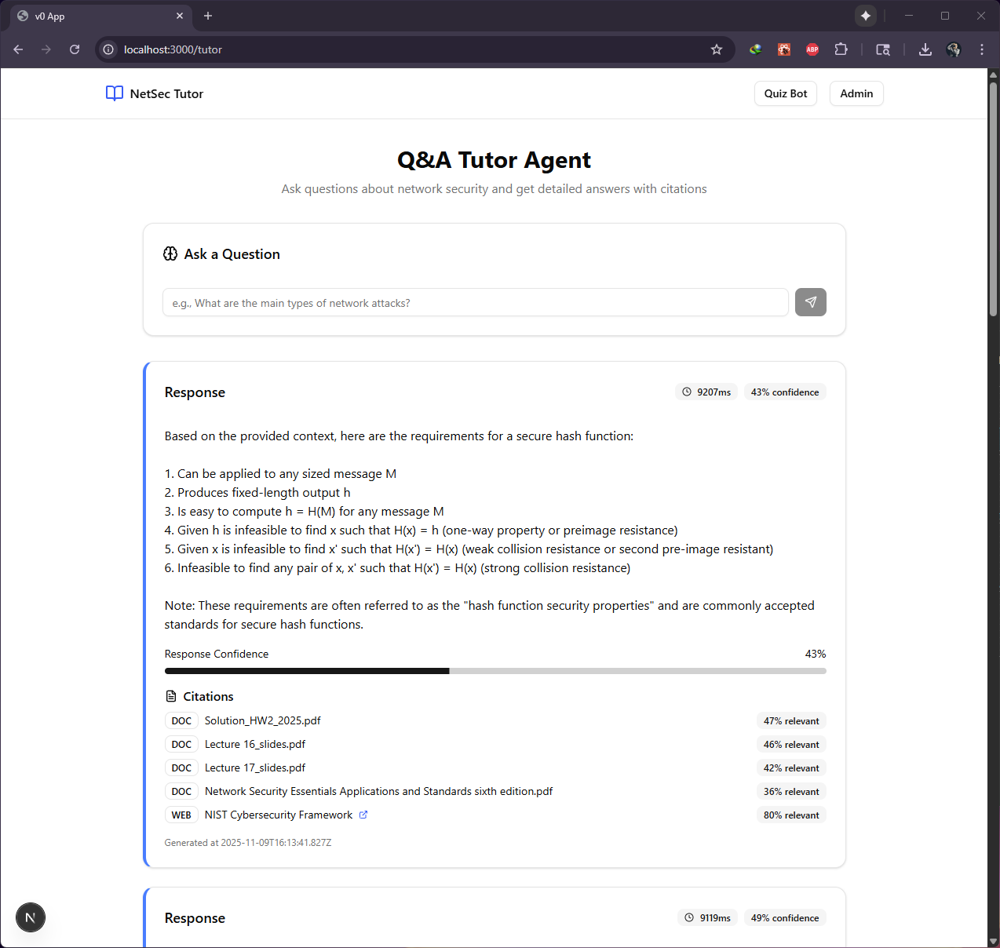 v0 App
localhost:3000/tutor
ABP
NetSec Tutor
Quiz Bot
Admin
Q&A Tutor Agent
Ask questions about network security and get detailed answers with citations
Ask a Question
e.g., What are the main types of network attacks?
Response
9207ms
43% confidence
Based on the provided context, here are the requirements for a secure hash function:
1. Can be applied to any sized message M
2. Produces fixed-length output h
3. Is easy to compute h = H(M) for any message M
4. Given h is infeasible to find x such that H(x) = h (one-way property or preimage resistance)
5. Given x is infeasible to find x' such that H(x') = H(x) (weak collision resistance or second pre-image resistant)
6. Infeasible to find any pair of x, x' such that H(x') = H(x) (strong collision resistance)
Note: These requirements are often referred to as the "hash function security properties" and are commonly accepted
standards for secure hash functions.
Response Confidence 43%
Citations
DOC Solution_HW2_2025.pdf 47% relevant
DOC Lecture 16_slides.pdf 46% relevant
DOC Lecture 17_slides.pdf 42% relevant
DOC Network Security Essentials Applications and Standards sixth edition.pdf 36% relevant
WEB NIST Cybersecurity Framework 80% relevant
Generated at 2025-11-09T16:13:41.827Z
Response
9119ms
49% confidence
N